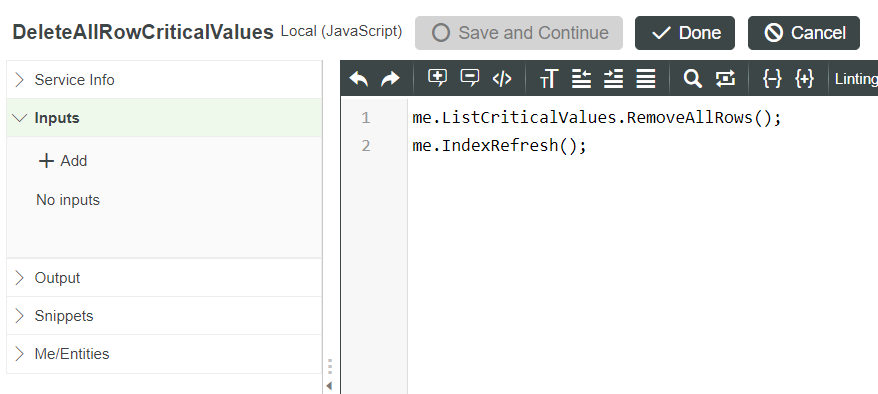 DeleteAllRowCriticalValues Local (JavaScript) Save and Continue Done Cancel
Service Info
Inputs
Add
No inputs
Output
Snippets
Me/Entities
TT </> {-} {+} Linting
1 me.ListCriticalValues.RemoveAllRows();
2 me.IndexRefresh();